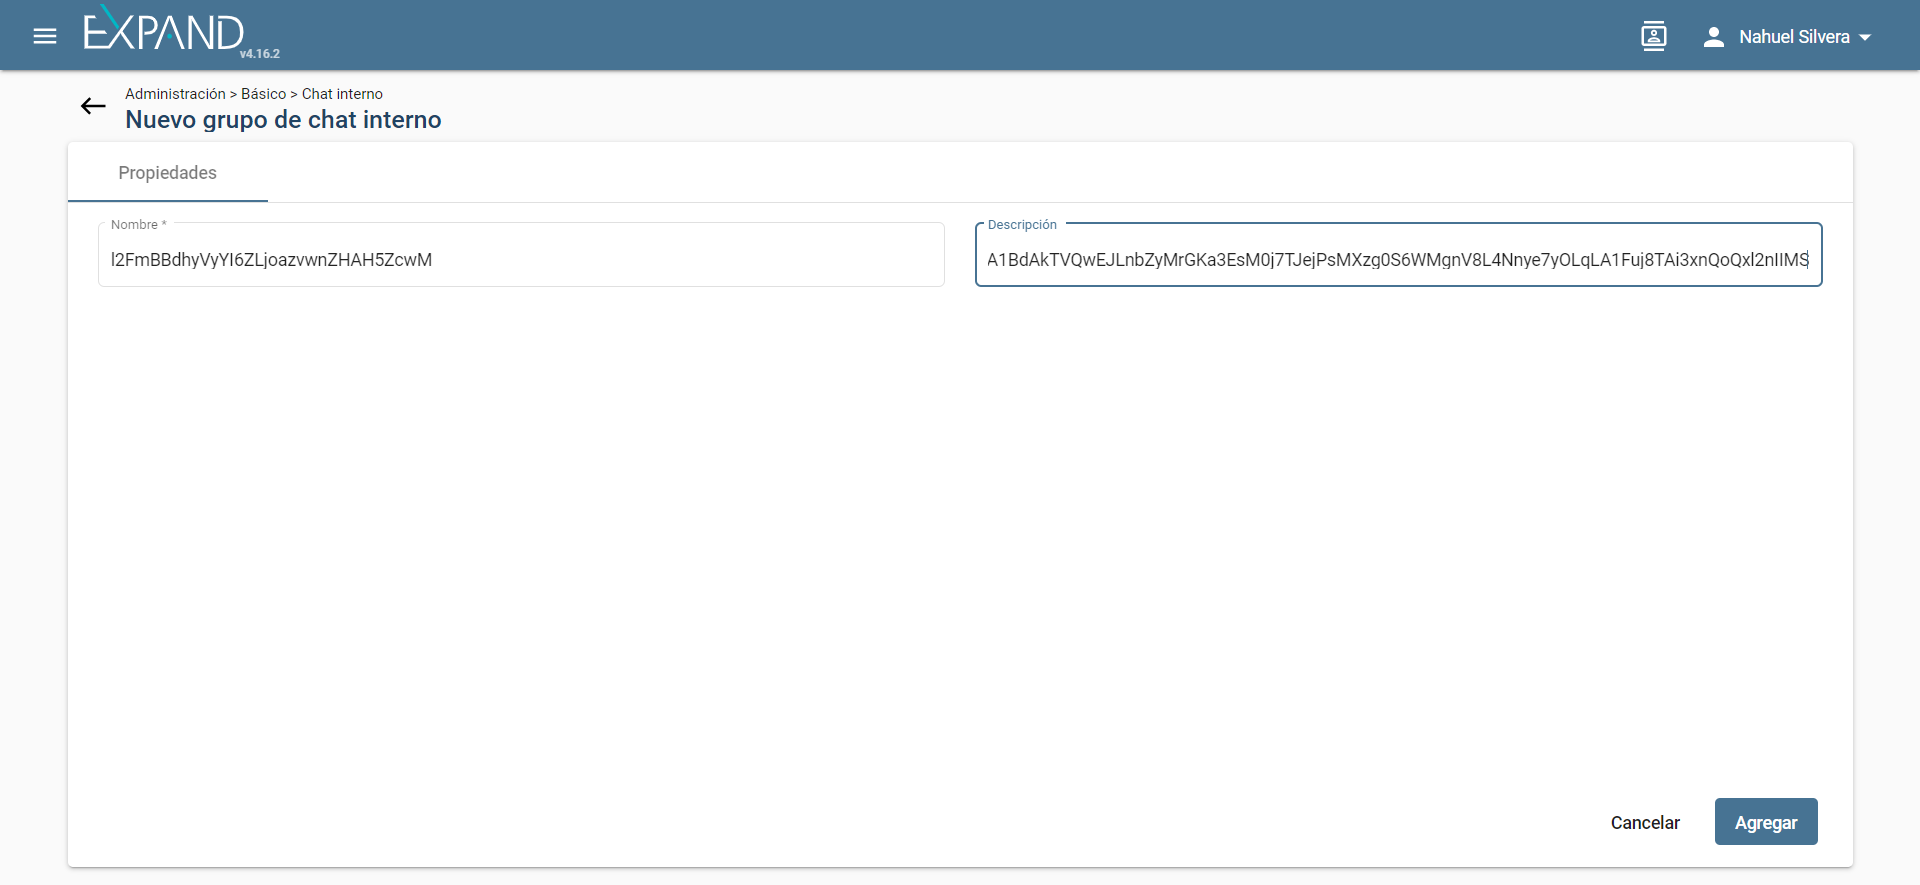 EXPAND
v4.16.2
Nahuel Silvera
Administración > Básico > Chat interno
Nuevo grupo de chat interno
Propiedades
Nombre *
l2FmBBdhyVyYI6ZLjoazvwnZHAH5ZcwM
Descripción
A1BdAkTVQwEJLnbZyMrGKa3EsM0j7TJejPsMXzg0S6WMgnV8L4Nnye7yOLqLA1Fuj8TAi3xnQoQxl2nIIMS
Cancelar
Agregar